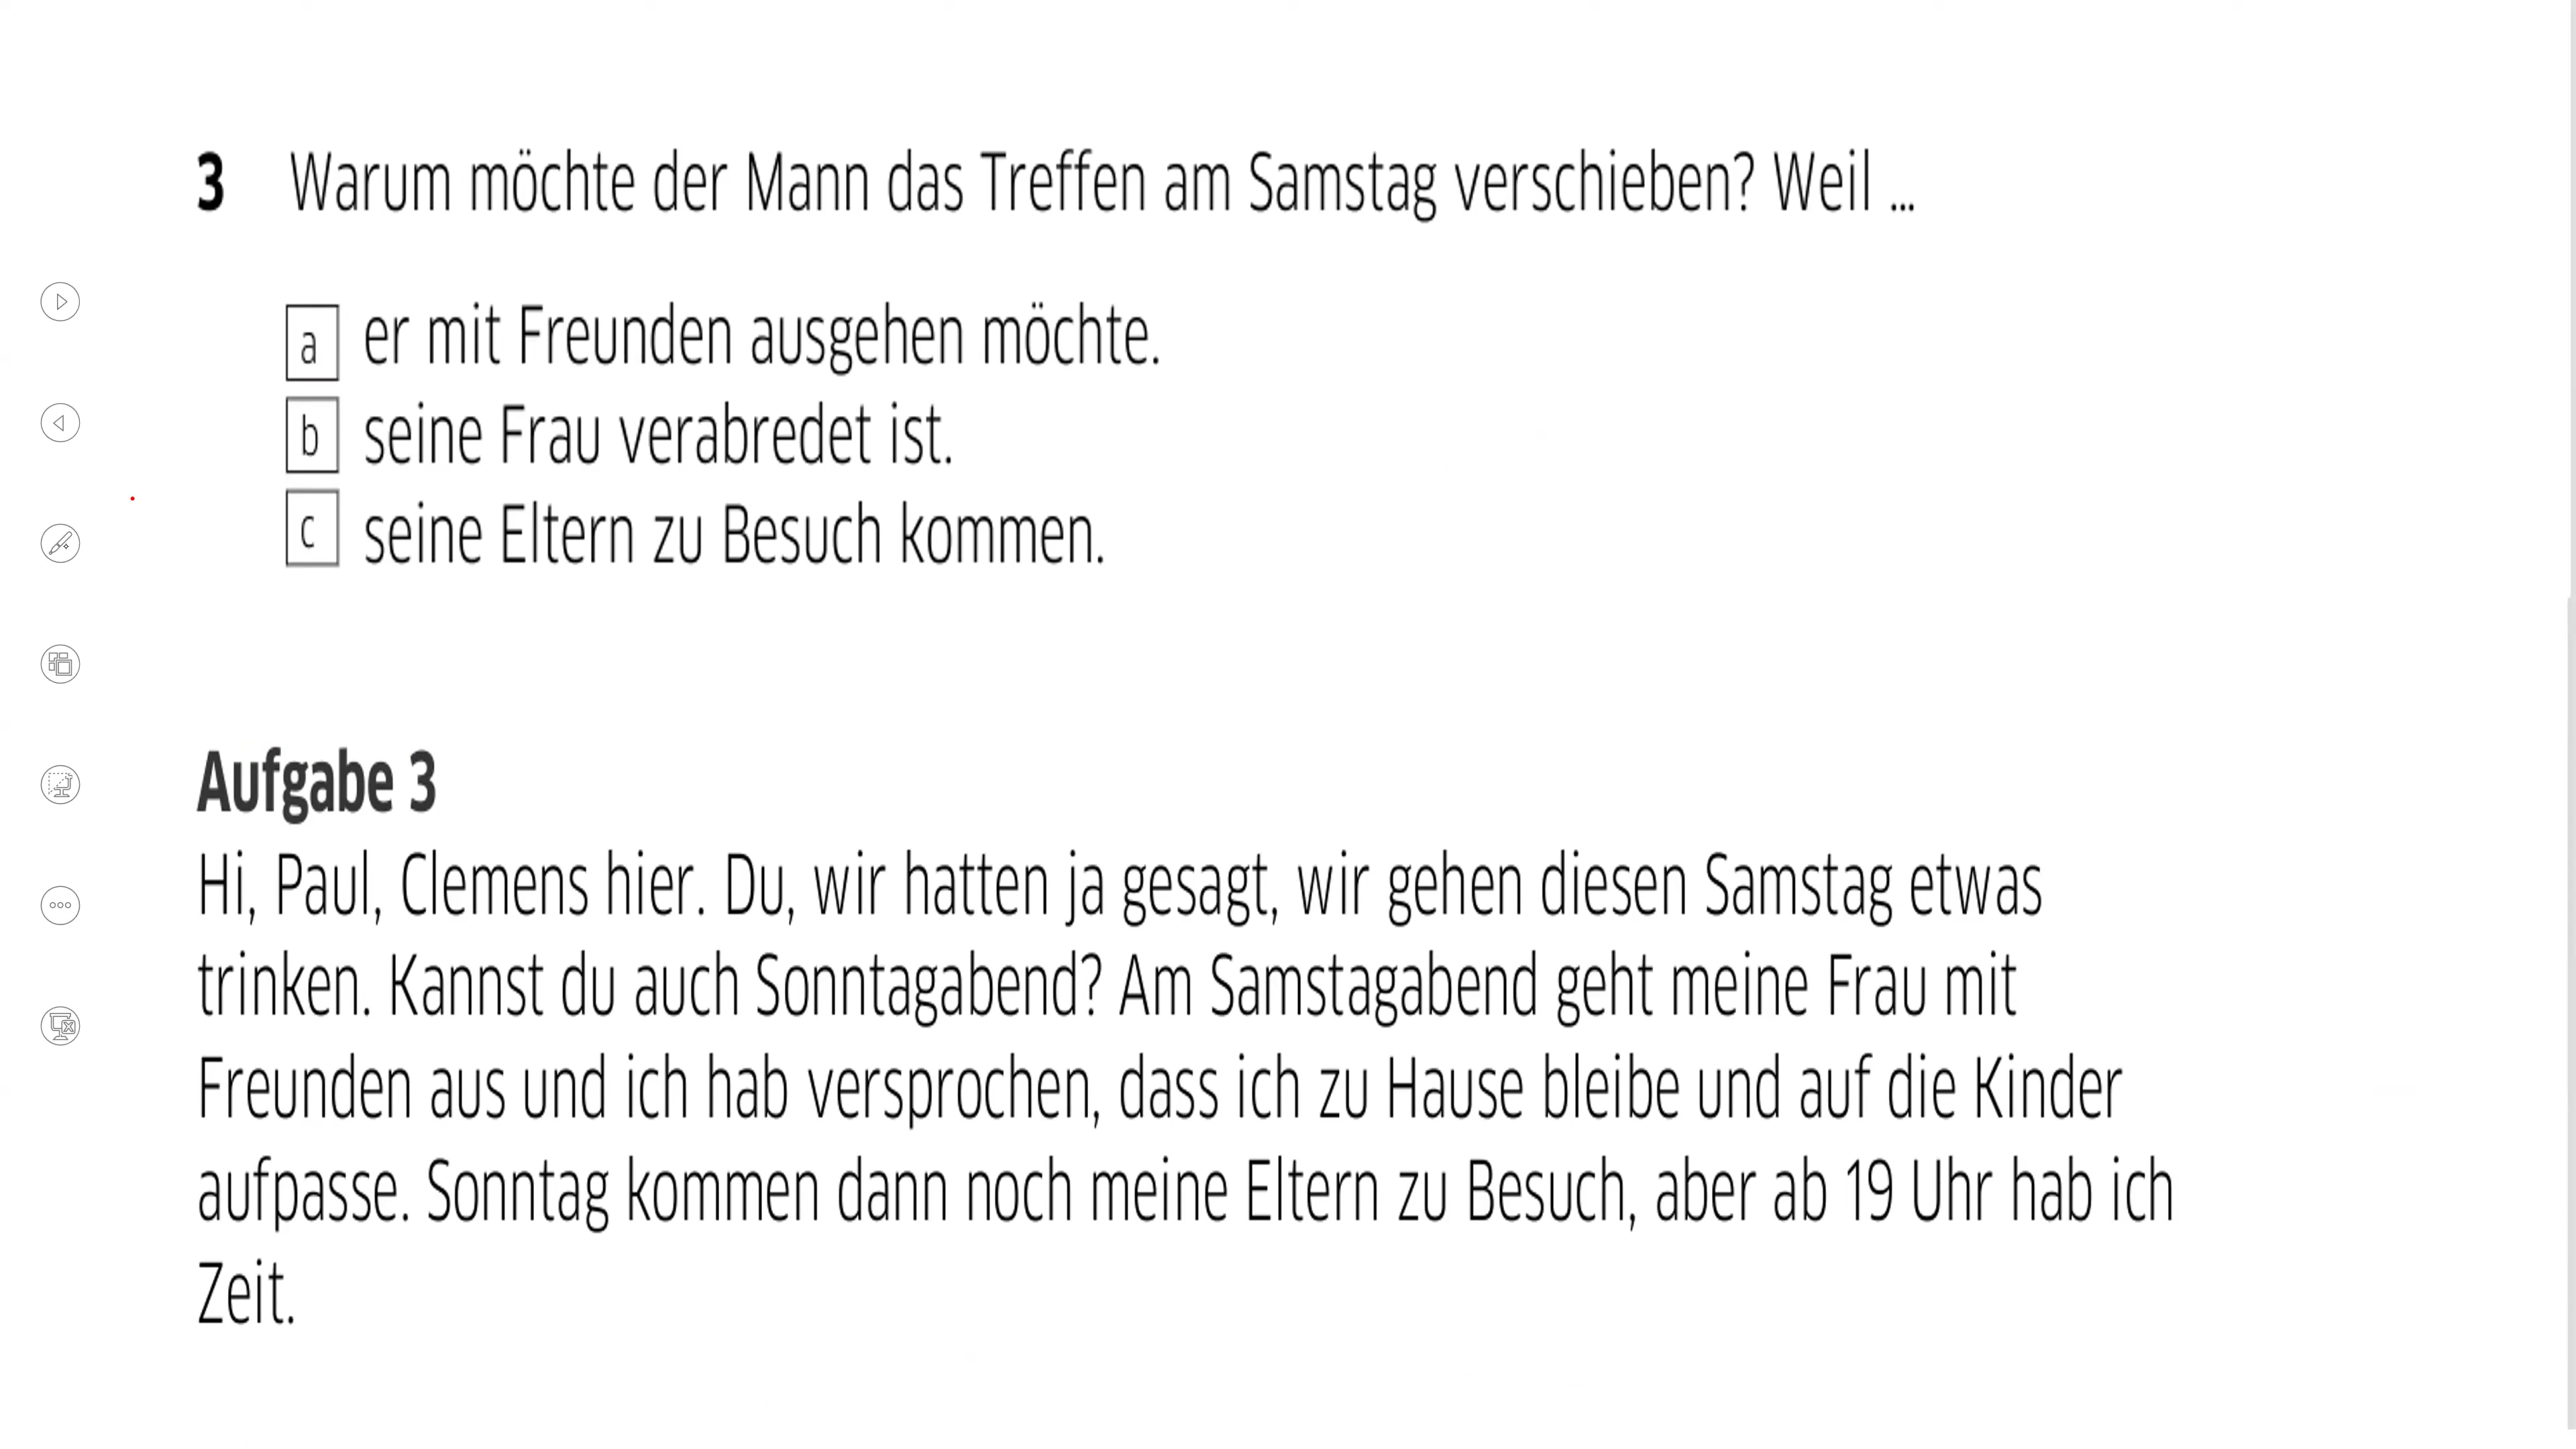 3 Warum möchte der Mann das Treffen am Samstag verschieben? Weil ...
a er mit Freunden ausgehen möchte.
b seine Frau verabredet ist.
c seine Eltern zu Besuch kommen.
Aufgabe 3
Hi, Paul, Clemens hier. Du, wir hatten ja gesagt, wir gehen diesen Samstag etwas
trinken. Kannst du auch Sonntagabend? Am Samstagabend geht meine Frau mit
Freunden aus und ich hab versprochen, dass ich zu Hause bleibe und auf die Kinder
aufpasse. Sonntag kommen dann noch meine Eltern zu Besuch, aber ab 19 Uhr hab ich
Zeit.